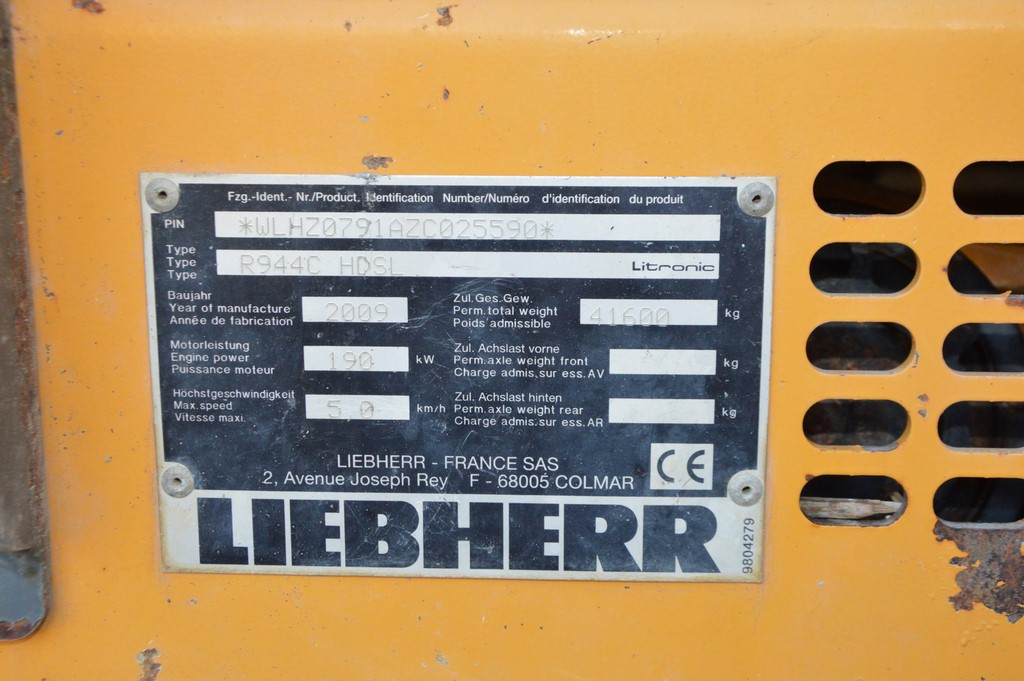 Fzg.-Ident.- Nr./Product. Identification Number/Numéro d'identification du produit
PIN *WLHZ0791AZC025590*
Type
Type R944C HDSL Litronic
Type
Baujahr
Year of manufacture 2009
Année de fabrication
Zul.Ges.Gew.
Perm.total weight 41600 kg
Poids admissible
Motorleistung
Engine power 190 kW
Puissance moteur
Zul. Achslast vorne
Perm.axle weight front kg
Charge admis,sur ess.AV
Höchstgeschwindigkeit
Max.speed 5,0 km/h
Vitesse maxi.
Zul. Achslast hinten
Perm.axle weight rear kg
Charge admis.sur ess.AR
LIEBHERR - FRANCE SAS
2, Avenue Joseph Rey F - 68005 COLMAR
CE
LIEBHERR
9804279